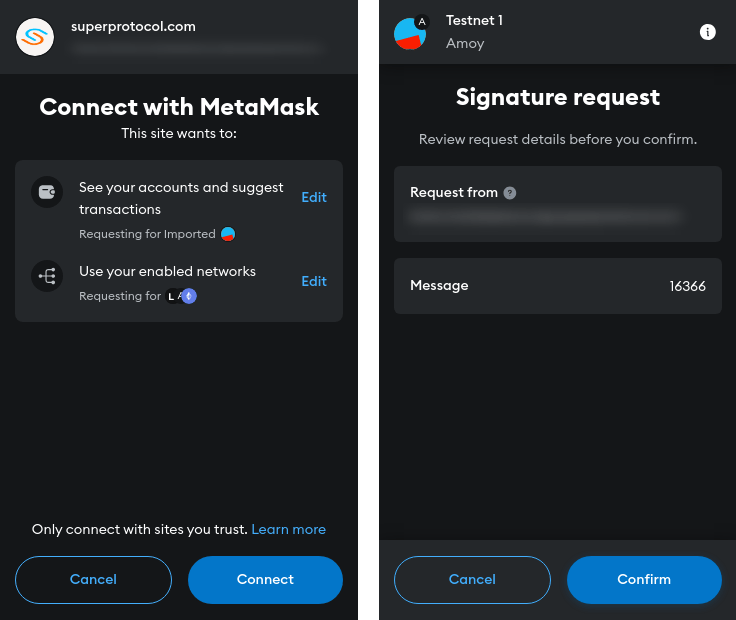 superprotocol.com
Connect with MetaMask
This site wants to:
See your accounts and suggest
transactions
Edit
Requesting for Imported
Use your enabled networks
Edit
Requesting for L A
Only connect with sites you trust. Learn more
Cancel
Connect
A
Testnet 1
Amoy
i
Signature request
Review request details before you confirm.
Request from ?
Message
16366
Cancel
Confirm